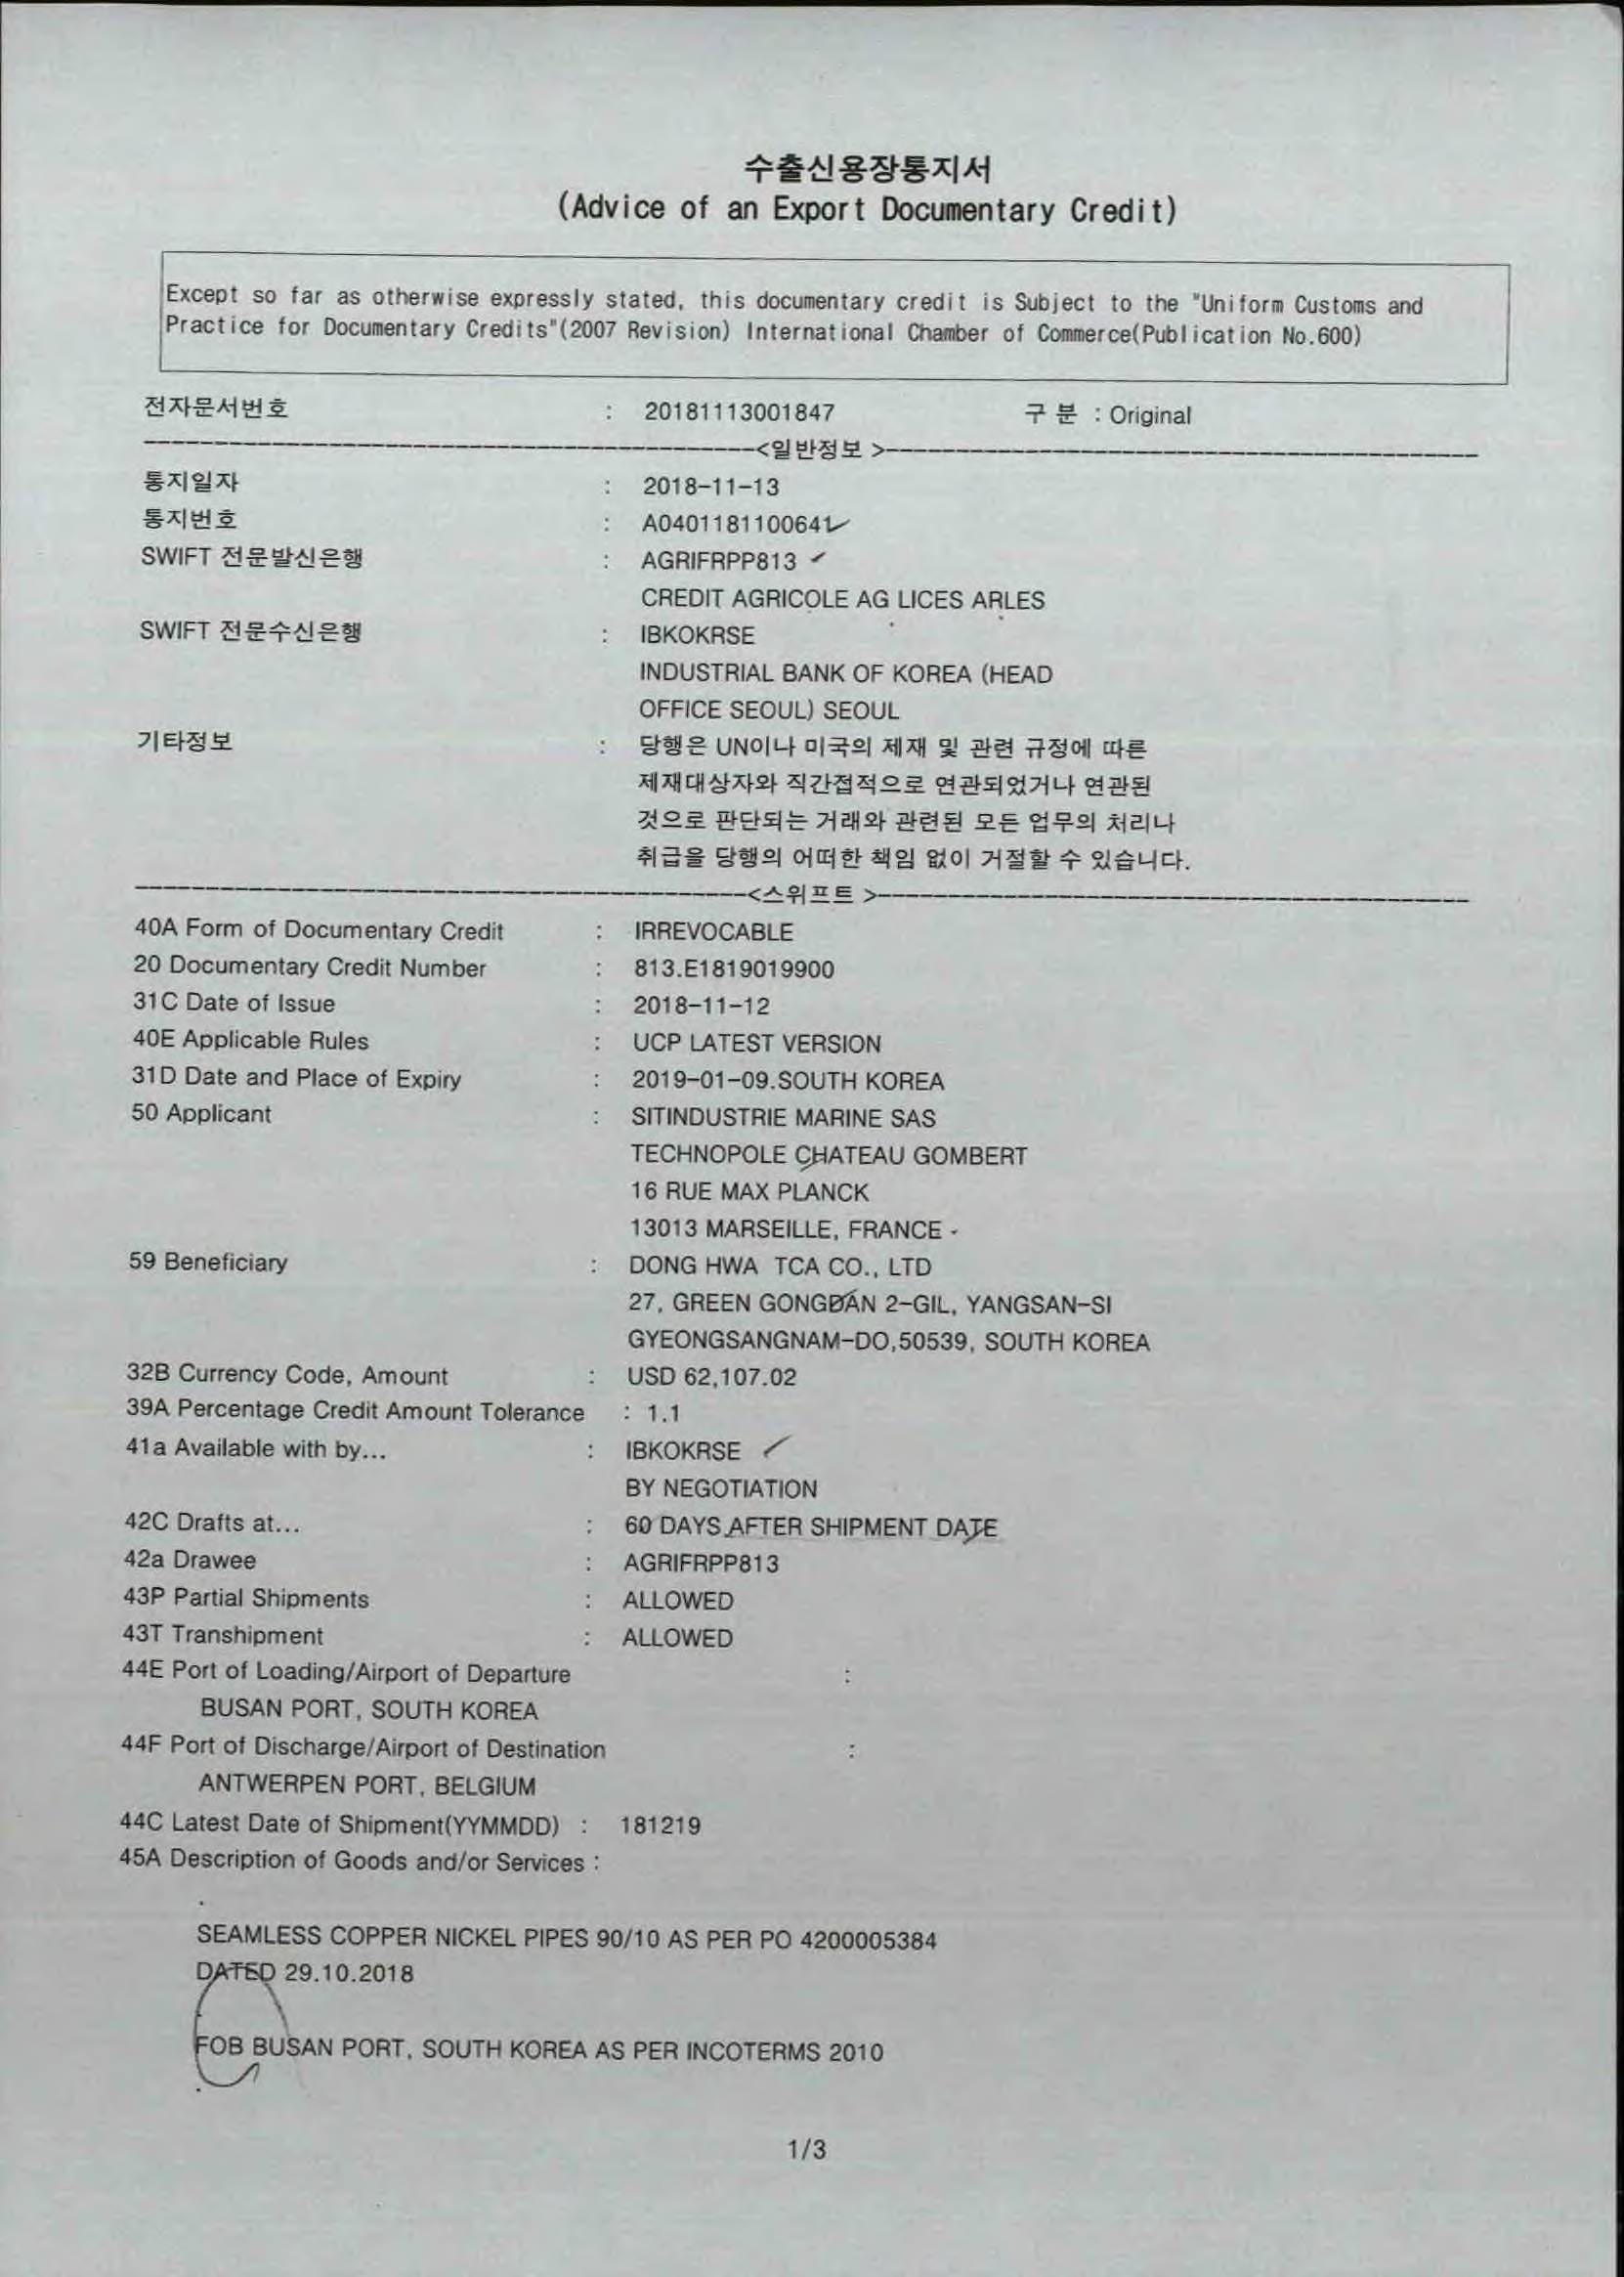 수출신용장통지서
(Advice of an Export Documentary Credit)
Except so far as otherwise expressly stated, this documentary credit is Subject to the "Uniform Customs and
Practice for Documentary Credits"(2007 Revision) International Chamber of Commerce(Publication No.600)
전자문서번호 : 20181113001847 구 분 : Original
<일반정보>
통지일자 : 2018-11-13
통지번호 : A0401181100641
SWIFT 전문발신은행 : AGRIFRPP813
CREDIT AGRICOLE AG LICES ARLES
SWIFT 전문수신은행 : IBKOKRSE
INDUSTRIAL BANK OF KOREA (HEAD
OFFICE SEOUL) SEOUL
기타정보 : 당행은 UN이나 미국의 제재 및 관련 규정에 따른
제재대상자와 직간접적으로 연관되었거나 연관된
것으로 판단되는 거래와 관련된 모든 업무의 처리나
취급을 당행의 어떠한 책임 없이 거절할 수 있습니다.
<스위프트>
40A Form of Documentary Credit : IRREVOCABLE
20 Documentary Credit Number : 813.E1819019900
31C Date of Issue : 2018-11-12
40E Applicable Rules : UCP LATEST VERSION
31D Date and Place of Expiry : 2019-01-09.SOUTH KOREA
50 Applicant : SITINDUSTRIE MARINE SAS
TECHNOPOLE CHATEAU GOMBERT
16 RUE MAX PLANCK
13013 MARSEILLE, FRANCE -
59 Beneficiary : DONG HWA TCA CO., LTD
27, GREEN GONGDAN 2-GIL, YANGSAN-SI
GYEONGSANGNAM-DO,50539, SOUTH KOREA
32B Currency Code, Amount : USD 62,107.02
39A Percentage Credit Amount Tolerance : 1.1
41a Available with by... : IBKOKRSE
BY NEGOTIATION
42C Drafts at... : 60 DAYS AFTER SHIPMENT DATE
42a Drawee : AGRIFRPP813
43P Partial Shipments : ALLOWED
43T Transhipment : ALLOWED
44E Port of Loading/Airport of Departure :
BUSAN PORT, SOUTH KOREA
44F Port of Discharge/Airport of Destination :
ANTWERPEN PORT, BELGIUM
44C Latest Date of Shipment(YYMMDD) : 181219
45A Description of Goods and/or Services :
.
SEAMLESS COPPER NICKEL PIPES 90/10 AS PER PO 4200005384
DATED 29.10.2018
FOB BUSAN PORT, SOUTH KOREA AS PER INCOTERMS 2010
.
1/3